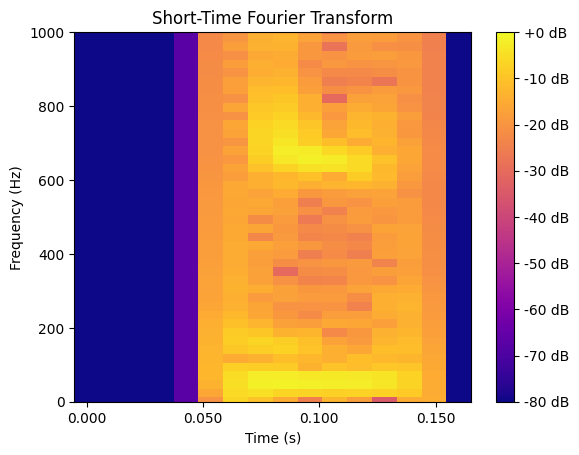 Short-Time Fourier Transform
1000
800
600
400
200
0
Frequency (Hz)
0.000
0.050
0.100
0.150
Time (s)
+0 dB
-10 dB
-20 dB
-30 dB
-40 dB
-50 dB
-60 dB
-70 dB
-80 dB